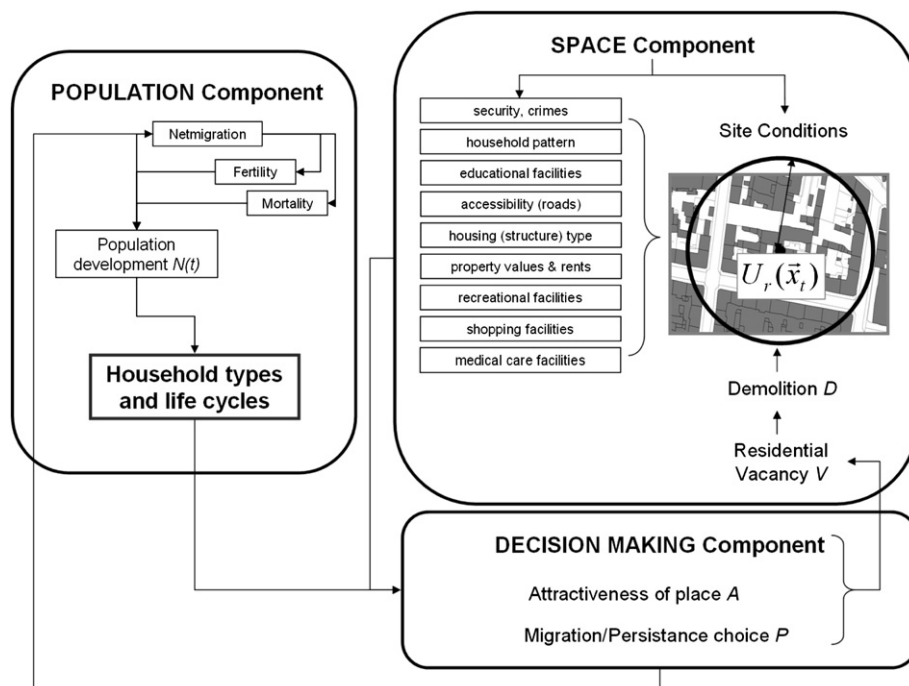 POPULATION Component
Netmigration
Fertility
Mortality
Population
development N(t)
Household types
and life cycles
SPACE Component
security, crimes
household pattern
educational facilities
accessibility (roads)
housing (structure) type
property values & rents
recreational facilities
shopping facilities
medical care facilities
Site Conditions
U_r(\vec{x}_t)
Demolition D
Residential
Vacancy V
DECISION MAKING Component
Attractiveness of place A
Migration/Persistance choice P